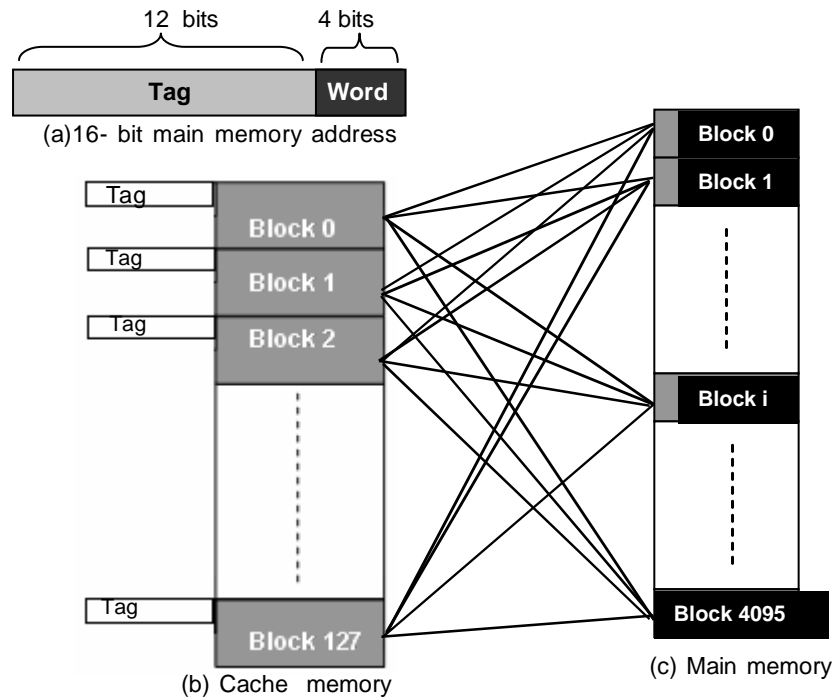 12 bits
4 bits
Tag
Word
(a)16- bit main memory address
Tag
Block 0
Tag
Block 1
Tag
Block 2
Tag
Block 127
(b) Cache memory
Block 0
Block 1
Block i
Block 4095
(c) Main memory